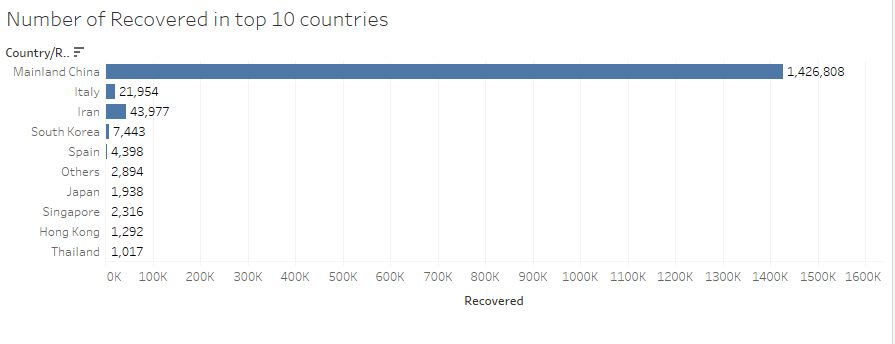 Number of Recovered in top 10 countries
Country/R..
Mainland China 1,426,808
Italy 21,954
Iran 43,977
South Korea 7,443
Spain 4,398
Others 2,894
Japan 1,938
Singapore 2,316
Hong Kong 1,292
Thailand 1,017
0K 100K 200K 300K 400K 500K 600K 700K 800K 900K 1000K 1100K 1200K 1300K 1400K 1500K 1600K
Recovered